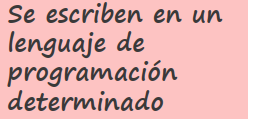 Se escriben en un
lenguaje de
programación
determinado